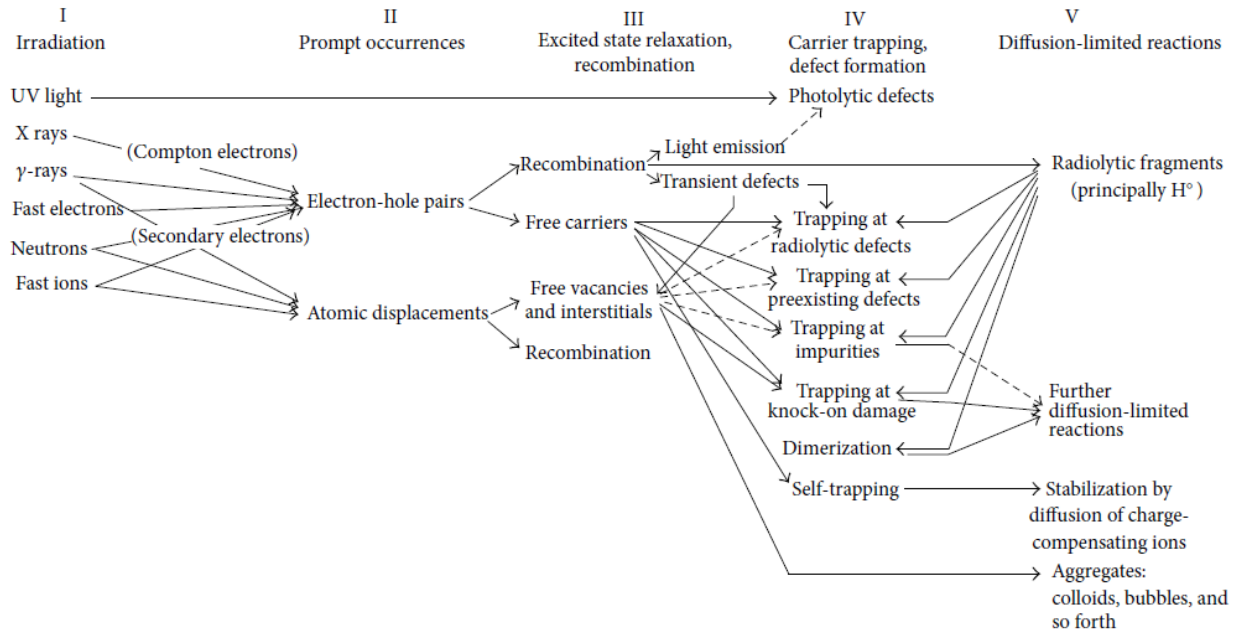 I
Irradiation
II
Prompt occurrences
III
Excited state relaxation,
recombination
IV
Carrier trapping,
defect formation
V
Diffusion-limited reactions
UV light
X rays
γ-rays
Fast electrons
Neutrons
Fast ions
(Compton electrons)
(Secondary electrons)
Electron-hole pairs
Atomic displacements
Recombination
Free carriers
Free vacancies
and interstitials
Recombination
Light emission
Transient defects
Photolytic defects
Trapping at
radiolytic defects
Trapping at
preexisting defects
Trapping at
impurities
Trapping at
knock-on damage
Dimerization
Self-trapping
Radiolytic fragments
(principally H°)
Further
diffusion-limited
reactions
Stabilization by
diffusion of charge-
compensating ions
Aggregates:
colloids, bubbles, and
so forth